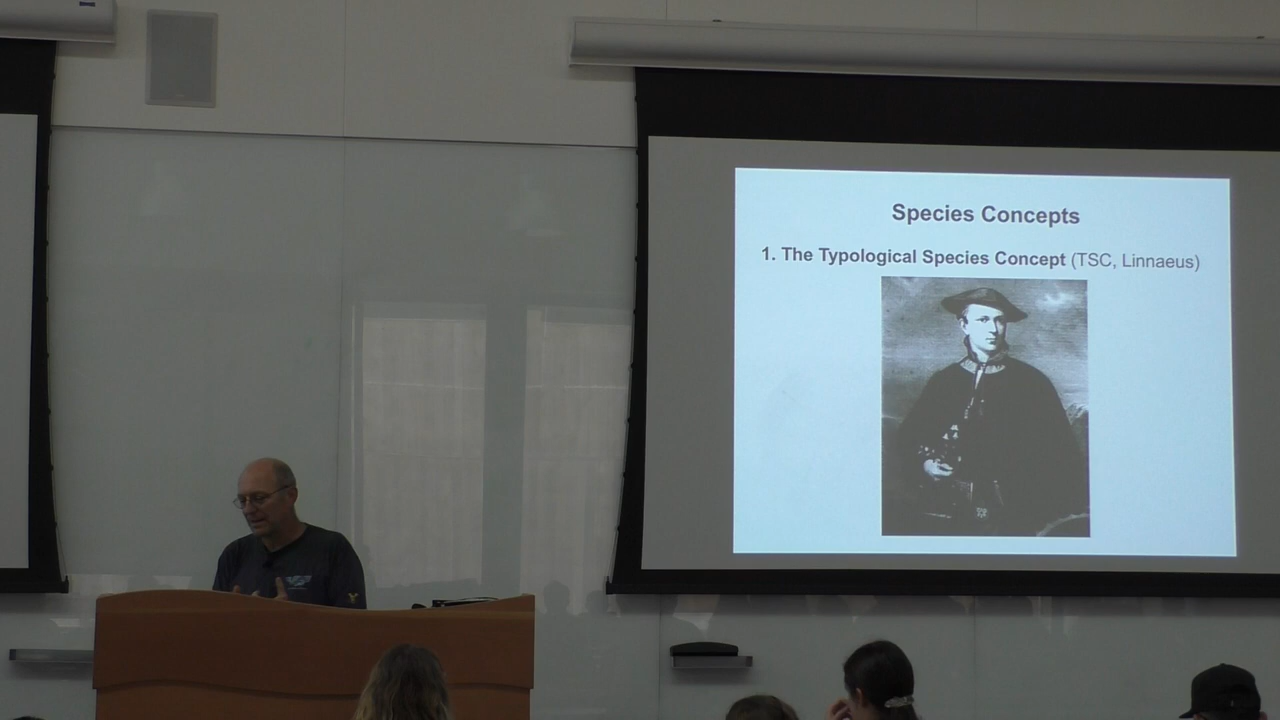 Species Concepts
1. The Typological Species Concept (TSC, Linnaeus)